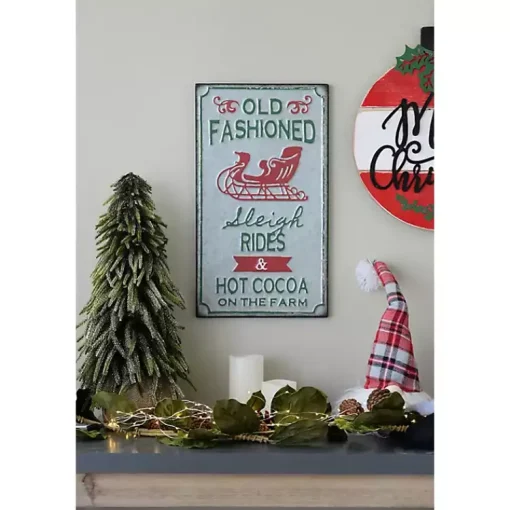 OLD
FASHIONED
Sleigh
RIDES
&
HOT COCOA
ON THE FARM